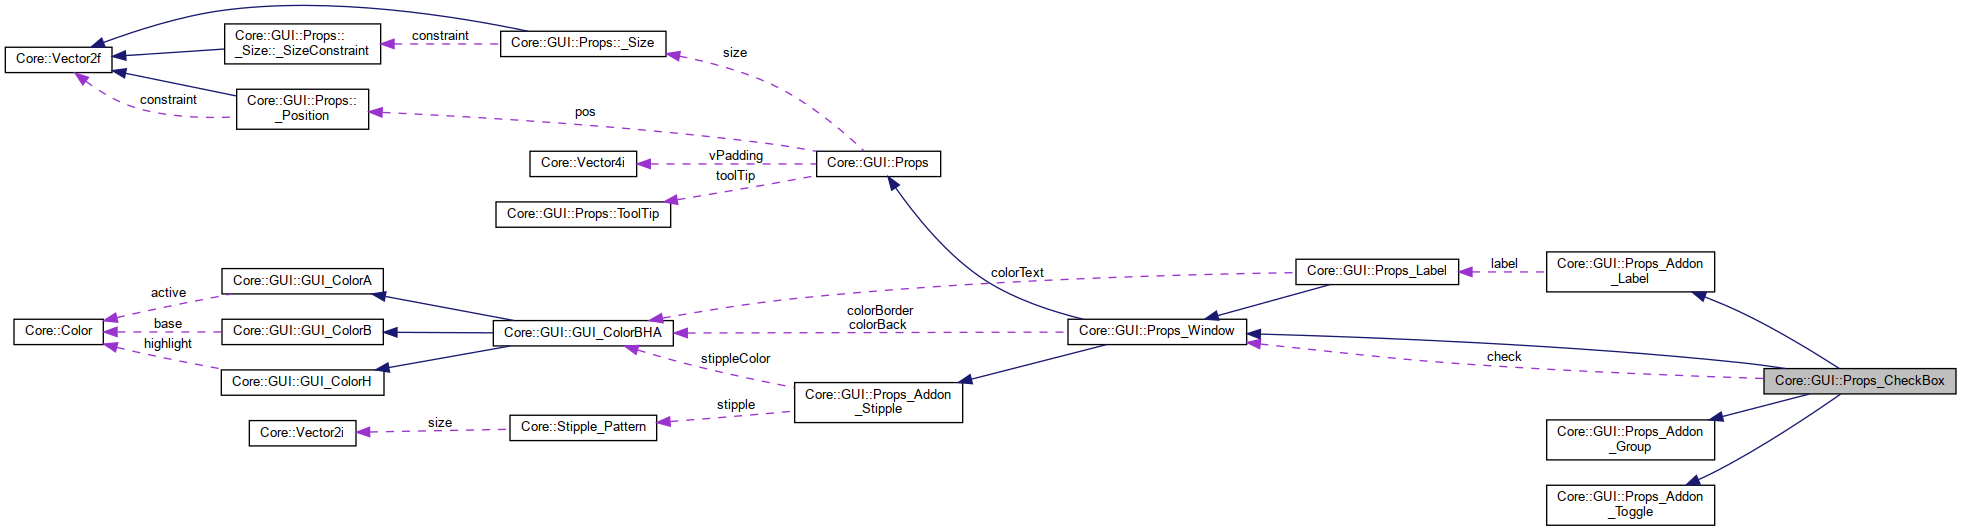 Core::Vector2f
Core::GUI::Props::
_Size::_SizeConstraint
constraint
Core::GUI::Props::_Size
size
constraint
Core::GUI::Props::
_Position
pos
Core::Vector4i
vPadding
toolTip
Core::GUI::Props
Core::GUI::Props::ToolTip
Core::GUI::GUI_ColorA
active
Core::Color
base
highlight
Core::GUI::GUI_ColorB
Core::GUI::GUI_ColorH
Core::GUI::GUI_ColorBHA
colorText
colorBorder
colorBack
stippleColor
stipple
Core::Vector2i
size
Core::Stipple_Pattern
Core::GUI::Props_Addon
_Stipple
Core::GUI::Props_Window
Core::GUI::Props_Label
label
Core::GUI::Props_Addon
_Label
check
Core::GUI::Props_CheckBox
Core::GUI::Props_Addon
_Group
Core::GUI::Props_Addon
_Toggle